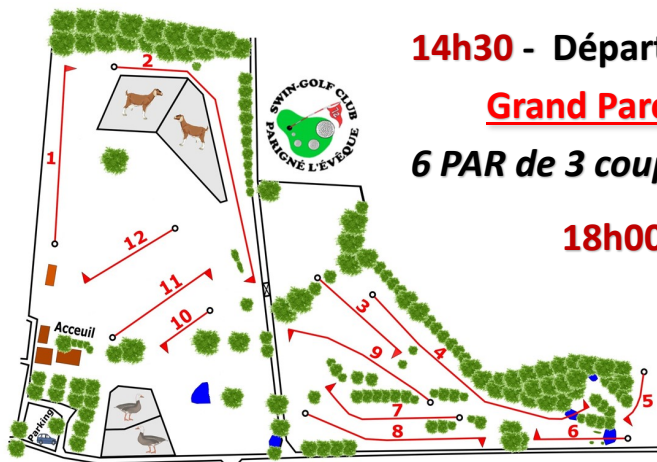 14h30 - Départ
Grand Parc
6 PAR de 3 coup
18h00
SWIN-GOLF CLUB
PARIGNÉ L'ÉVÊQUE
2
1
12
11
10
3
4
9
5
7
8
6
Acceuil
Parking